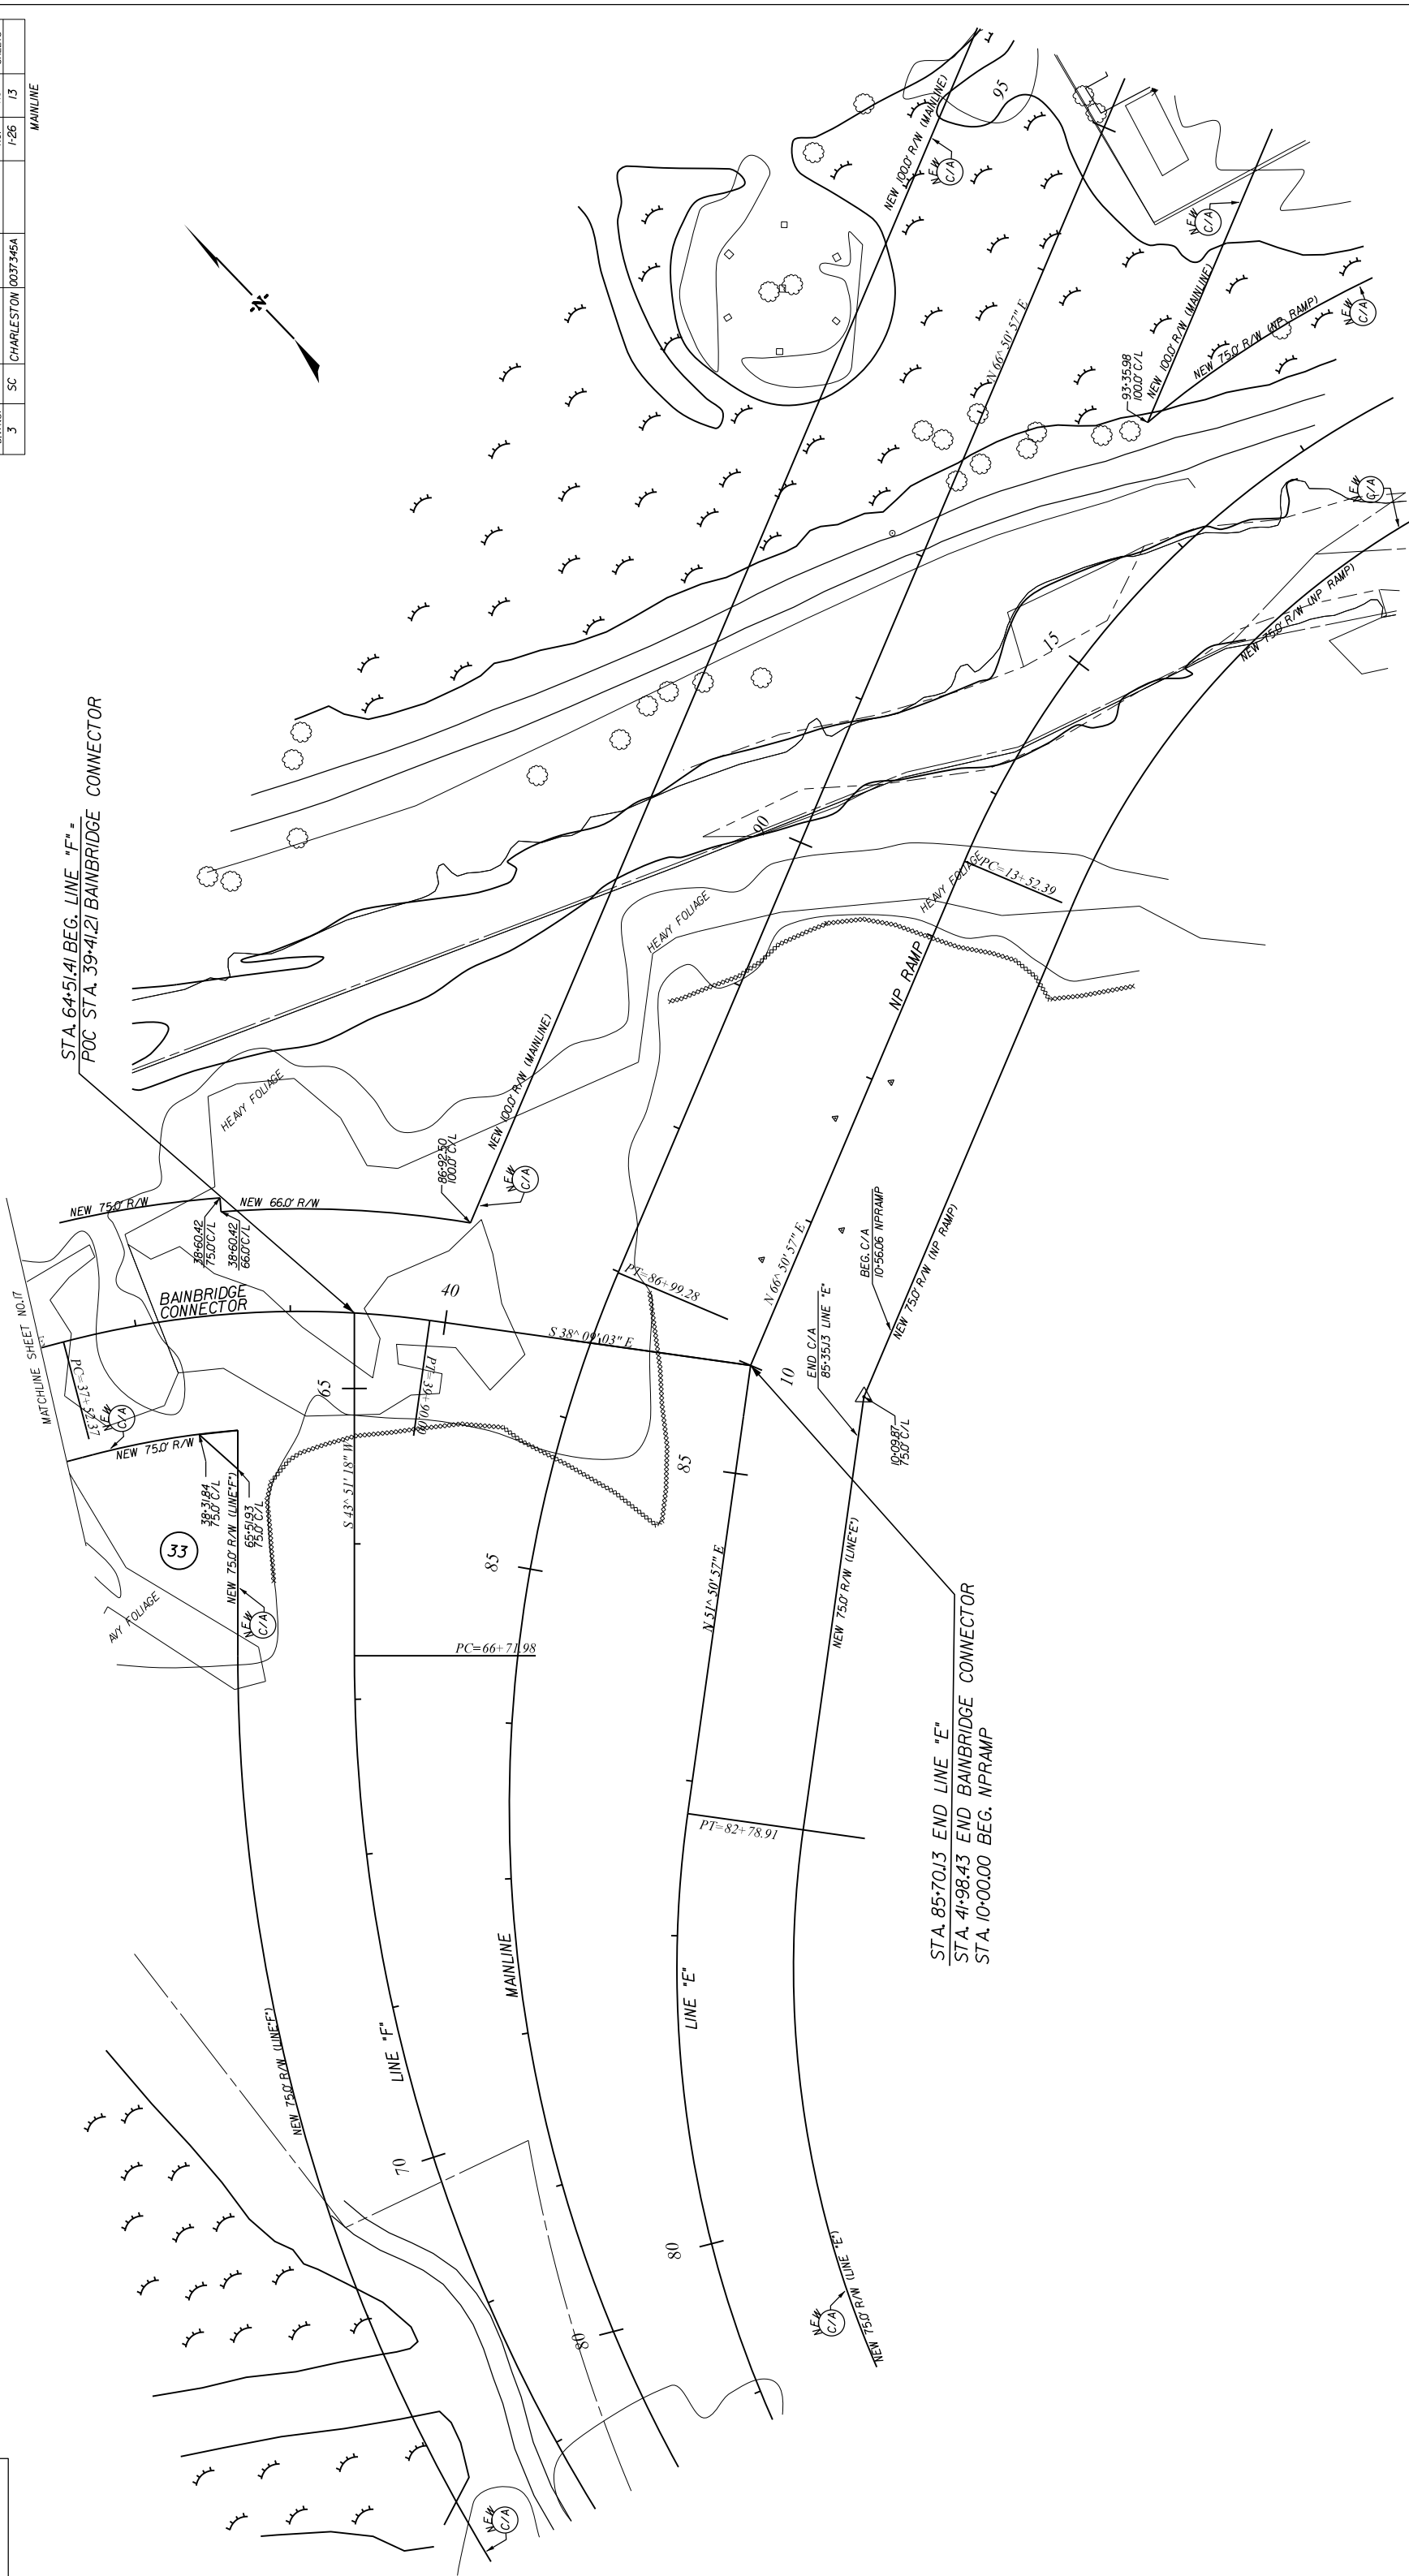 3
SC
CHARLESTON
0037345A
1-26
13
MAINLINE
-N-
95
NEW 100.0' R/W (MAINLINE)
NEW
C/A
NEW
C/A
NEW 100.0' R/W (MAINLINE)
N 66^ 50' 57" E
NEW 75.0' R/W (NP RAMP)
NEW
C/A
93+35.98
100.0' C/L
NEW
C/A
NEW 75.0' R/W (NP RAMP)
15
STA. 64+51.41 BEG. LINE "F" =
POC STA. 39+41.21 BAINBRIDGE CONNECTOR
90
PC=13+52.39
HEAVY FOLIAGE
HEAVY FOLIAGE
NP RAMP
HEAVY FOLIAGE
NEW 100.0' R/W (MAINLINE)
86+92.50
100.0' C/L
NEW
C/A
NEW 75.0' R/W
NEW 66.0' R/W
38+60.42
75.0' C/L
38+60.42
66.0' C/L
BAINBRIDGE
CONNECTOR
40
MATCHLINE SHEET NO. 17
PT=86+99.28
S 38^ 09' 03" E
N 66^ 50' 57" E
BEG. C/A
10+56.06 NPRAMP
NEW 75.0' R/W (NP RAMP)
END C/A
85+35.13 LINE "E"
10
10+09.87
75.0' C/L
PC=37+52.37
NEW
C/A
65
PT=39+90.00
NEW 75.0' R/W
38+31.84
75.0' C/L
65+51.93
75.0' C/L
S 43^ 51' 18" W
NEW 75.0' R/W (LINE"F")
33
NEW
C/A
AVY FOLIAGE
85
85
N 51^ 50' 57" E
NEW 75.0' R/W (LINE"E")
PC=66+71.98
STA. 85+70.13 END LINE "E"
STA. 41+98.43 END BAINBRIDGE CONNECTOR
STA. 10+00.00 BEG. NPRAMP
PT=82+78.91
MAINLINE
LINE "E"
LINE "F"
NEW 75.0' R/W (LINE"F")
70
80
80
NEW
C/A
NEW 75.0' R/W (LINE "E")
NEW
C/A